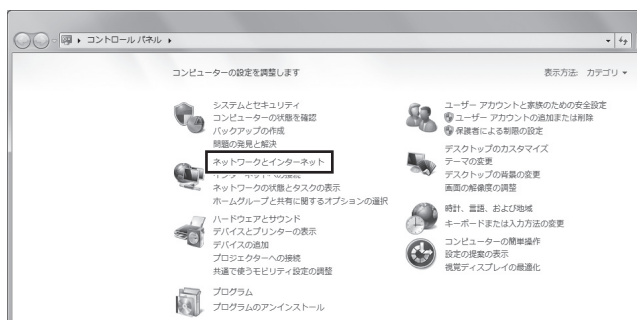 コントロール パネル
コンピューターの設定を調整します
表示方法: カテゴリ
システムとセキュリティ
コンピューターの状態を確認
バックアップの作成
問題の発見と解決
ネットワークとインターネット
インターネットへの接続
ネットワークの状態とタスクの表示
ホームグループと共有に関するオプションの選択
ハードウェアとサウンド
デバイスとプリンターの表示
デバイスの追加
プロジェクターへの接続
共通で使うモビリティ設定の調整
プログラム
プログラムのアンインストール
ユーザー アカウントと家族のための安全設定
ユーザー アカウントの追加または削除
保護者による制限の設定
デスクトップのカスタマイズ
テーマの変更
デスクトップの背景の変更
画面の解像度の調整
時計、言語、および地域
キーボードまたは入力方法の変更
コンピューターの簡単操作
設定の提案の表示
視覚ディスプレイの最適化